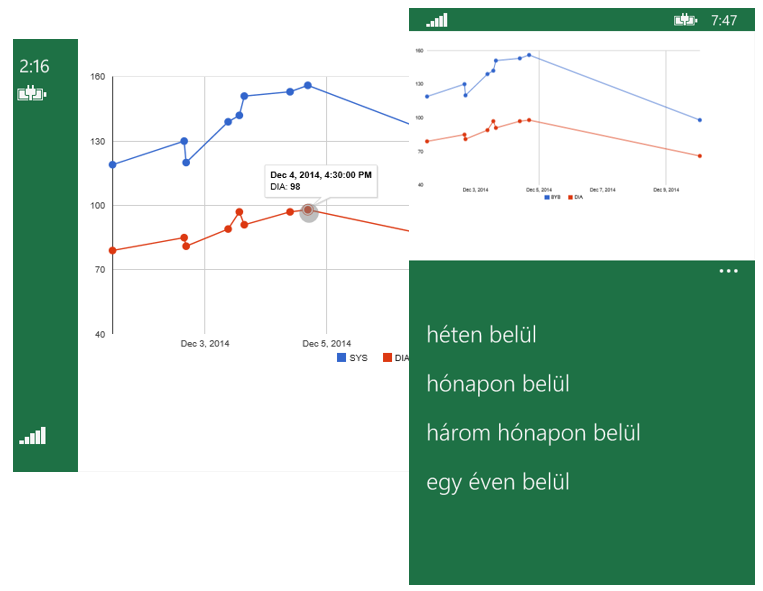 2:16
160
130
100
70
40
Dec 4, 2014, 4:30:00 PM
DIA: 98
Dec 3, 2014
Dec 5, 2014
SYS
DIA
7:47
160
130
100
70
40
Dec 3, 2014
Dec 5, 2014
Dec 7, 2014
Dec 9, 2014
SYS
DIA
héten belül
hónapon belül
három hónapon belül
egy éven belül